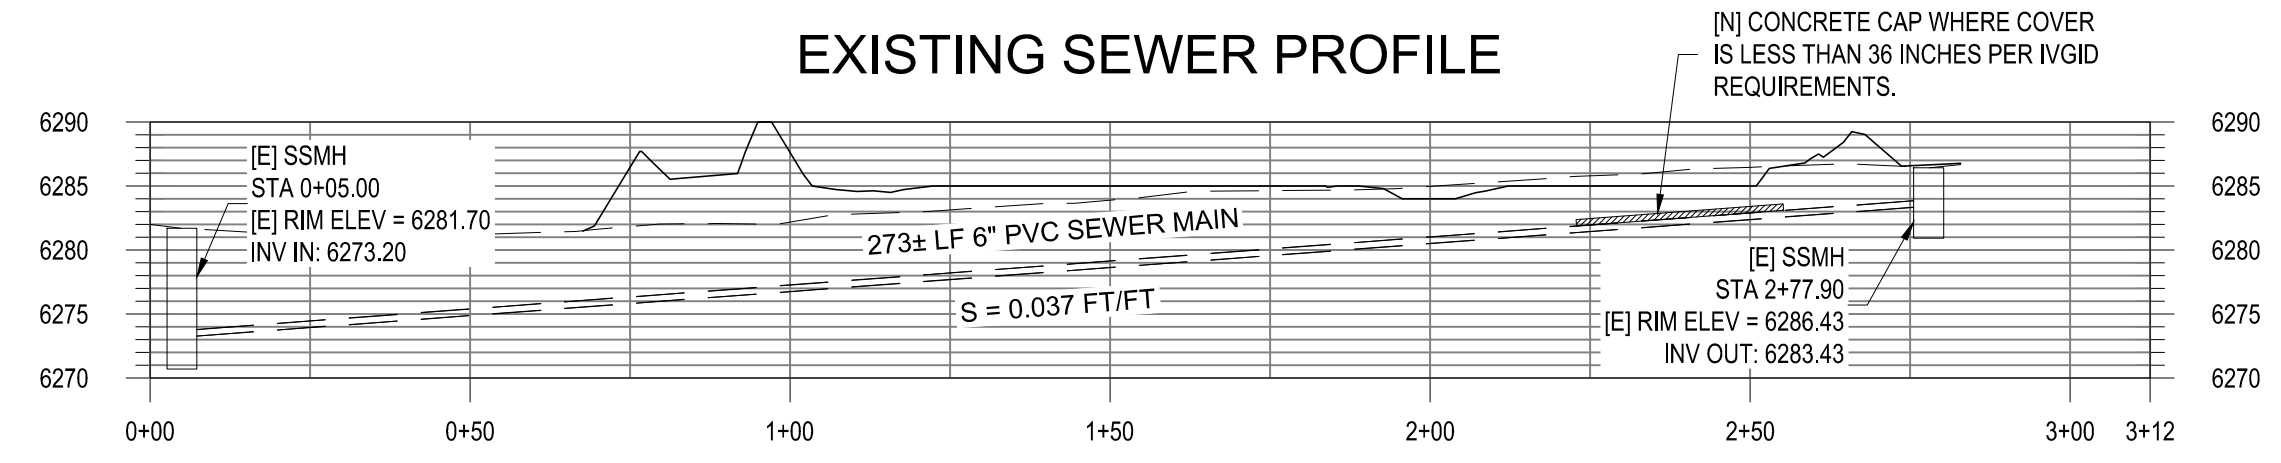 EXISTING SEWER PROFILE
[N] CONCRETE CAP WHERE COVER
IS LESS THAN 36 INCHES PER IVGID
REQUIREMENTS.
6290
6285
6280
6275
6270
[E] SSMH
STA 0+05.00
[E] RIM ELEV = 6281.70
INV IN: 6273.20
273± LF 6" PVC SEWER MAIN
S = 0.037 FT/FT
[E] SSMH
STA 2+77.90
[E] RIM ELEV = 6286.43
INV OUT: 6283.43
6290
6285
6280
6275
6270
0+00 0+50 1+00 1+50 2+00 2+50 3+00 3+12